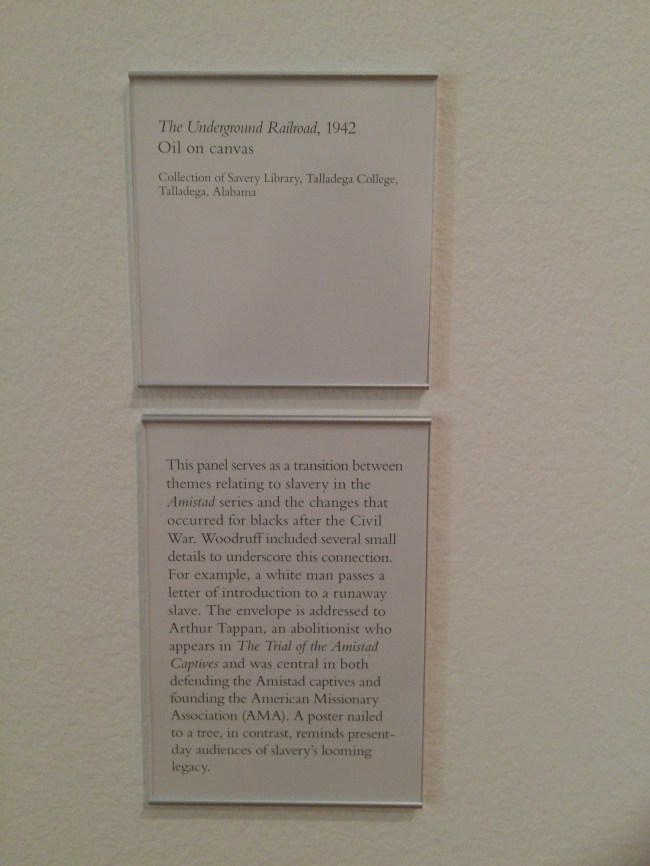 The Underground Railroad, 1942
Oil on canvas
Collection of Savery Library, Talladega College,
Talladega, Alabama
This panel serves as a transition between
themes relating to slavery in the
Amistad series and the changes that
occurred for blacks after the Civil
War. Woodruff included several small
details to underscore this connection.
For example, a white man passes a
letter of introduction to a runaway
slave. The envelope is addressed to
Arthur Tappan, an abolitionist who
appears in The Trial of the Amistad
Captives and was central in both
defending the Amistad captives and
founding the American Missionary
Association (AMA). A poster nailed
to a tree, in contrast, reminds present-
day audiences of slavery's looming
legacy.